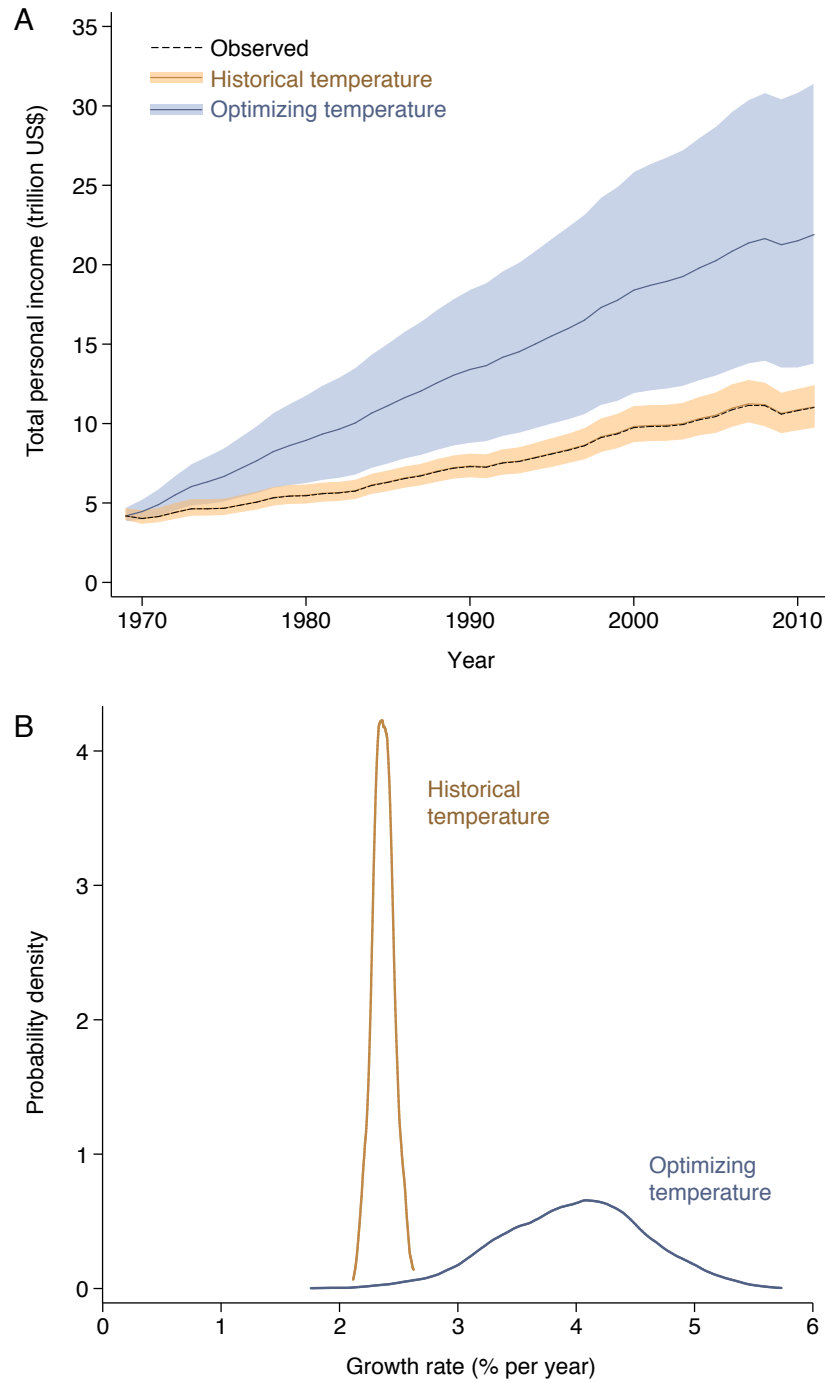 A
35
30
25
20
15
10
5
0
Total personal income (trillion US$)
Observed
Historical temperature
Optimizing temperature
1970
1980
1990
2000
2010
Year
B
4
3
2
1
0
Probability density
Historical
temperature
Optimizing
temperature
0
1
2
3
4
5
6
Growth rate (% per year)